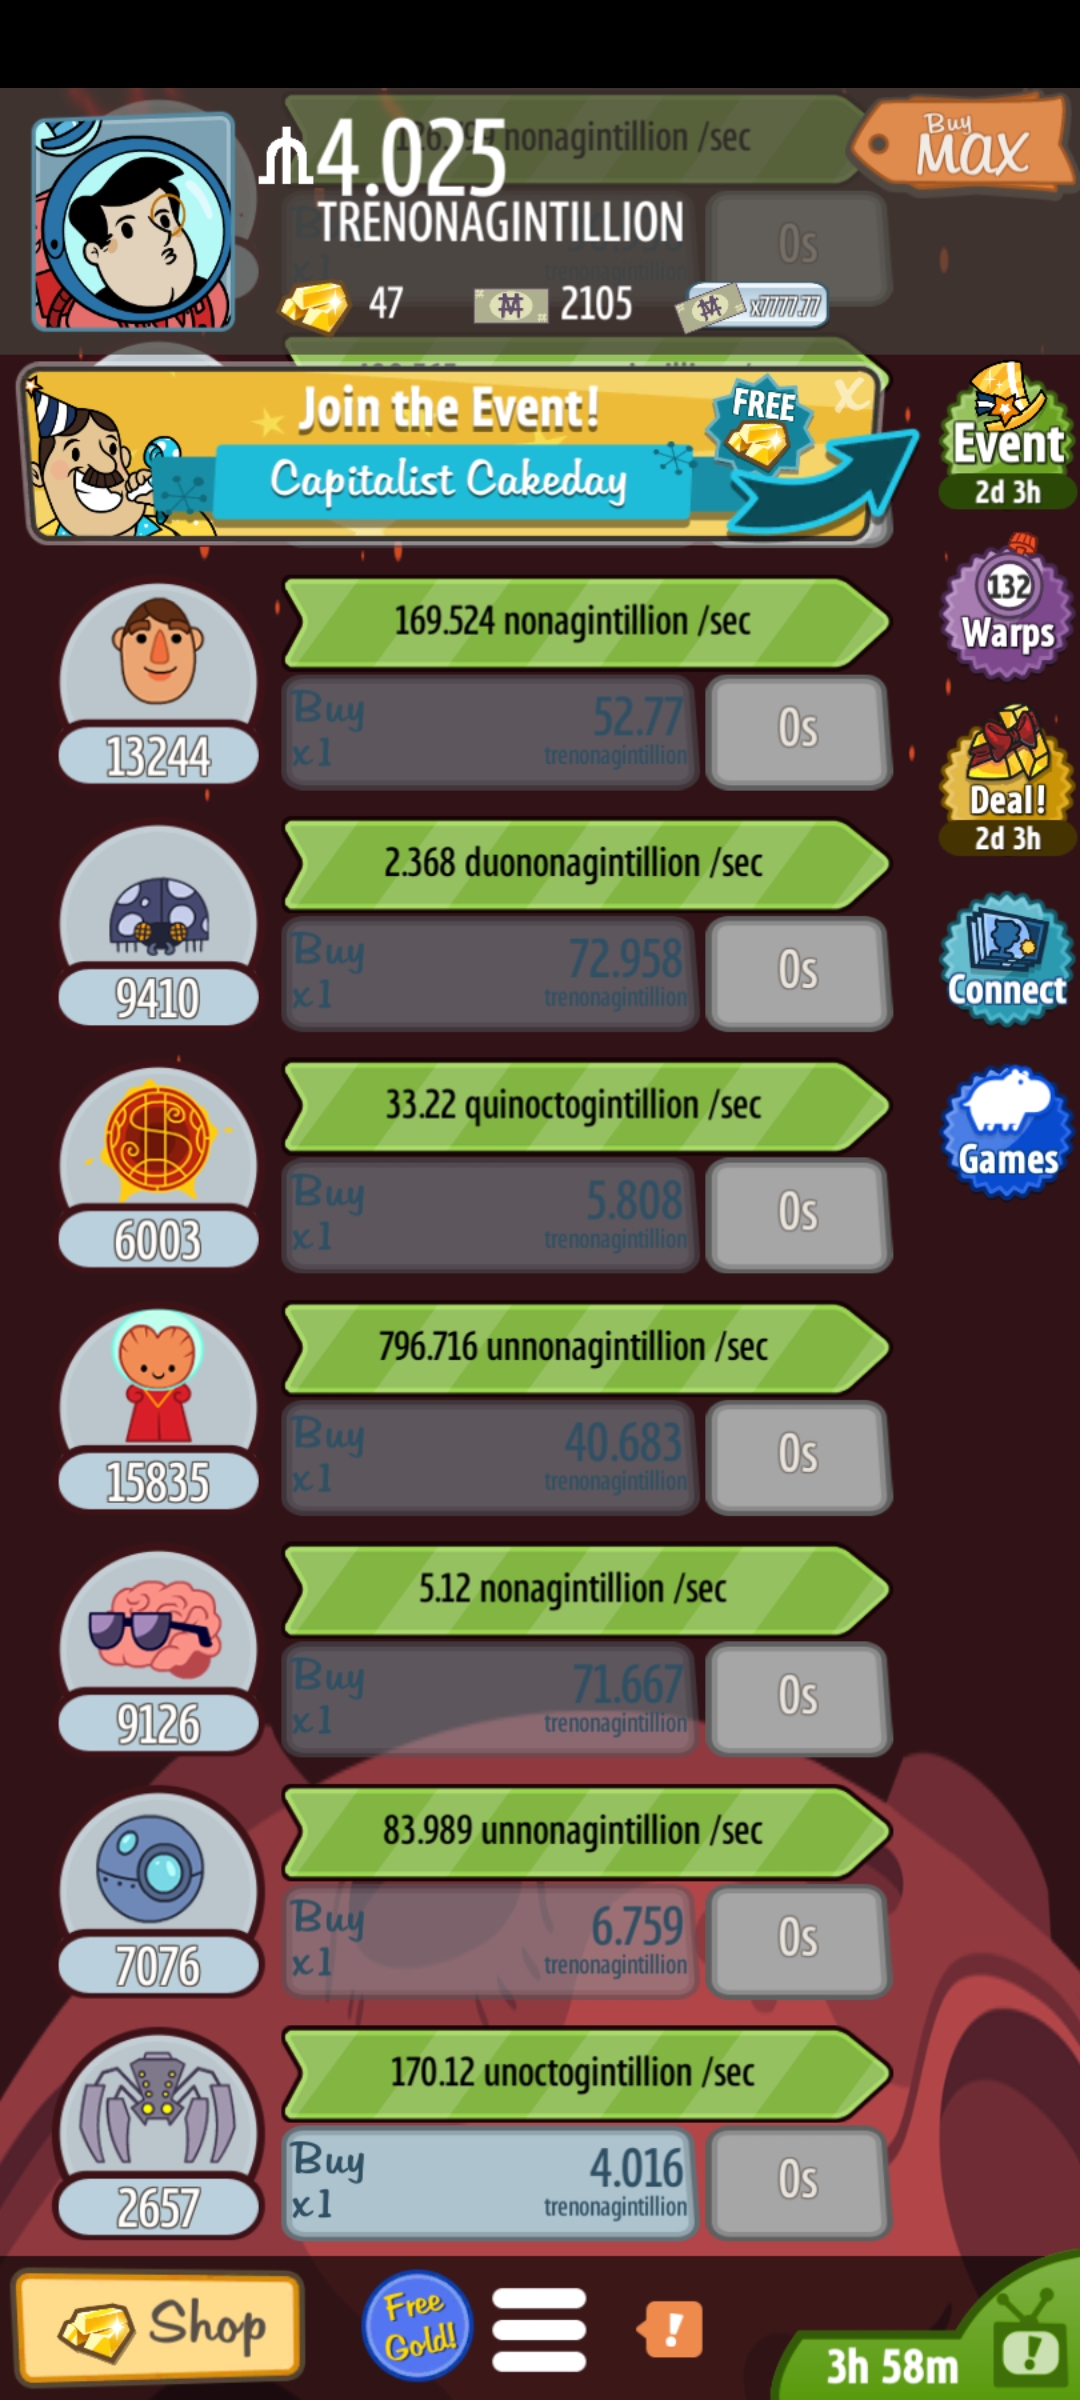 nonagintillion /sec
4.025
TRENONAGINTILLION
Buy
MAX
0s
trenonagintillion
47
2105
x7777.77
Join the Event!
Capitalist Cakeday
FREE
x
Event
2d 3h
169.524 nonagintillion /sec
13244
Buy
x1
52.77
trenonagintillion
0s
132
Warps
2.368 duononagintillion /sec
9410
Buy
x1
72.958
trenonagintillion
0s
Deal!
2d 3h
Connect
33.22 quinoctogintillion /sec
6003
Buy
x1
5.808
trenonagintillion
0s
Games
796.716 unnonagintillion /sec
15835
Buy
x1
40.683
trenonagintillion
0s
5.12 nonagintillion /sec
9126
Buy
x1
71.667
trenonagintillion
0s
83.989 unnonagintillion /sec
7076
Buy
x1
6.759
trenonagintillion
0s
170.12 unoctogintillion /sec
2657
Buy
x1
4.016
trenonagintillion
0s
Shop
Free
Gold!
!
3h 58m
!